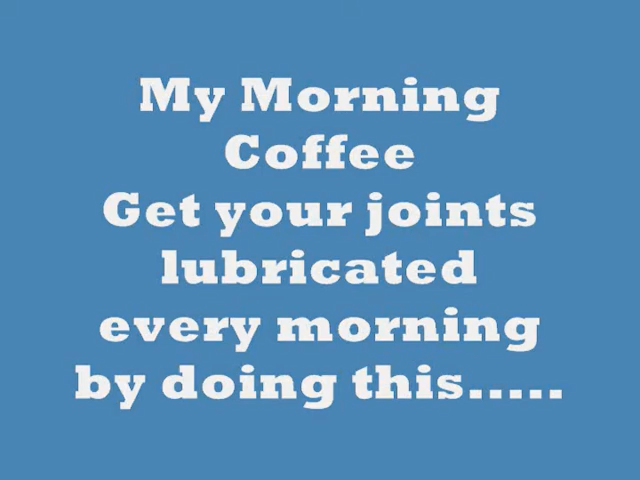 My Morning
Coffee
Get your joints
lubricated
every morning
by doing this.....